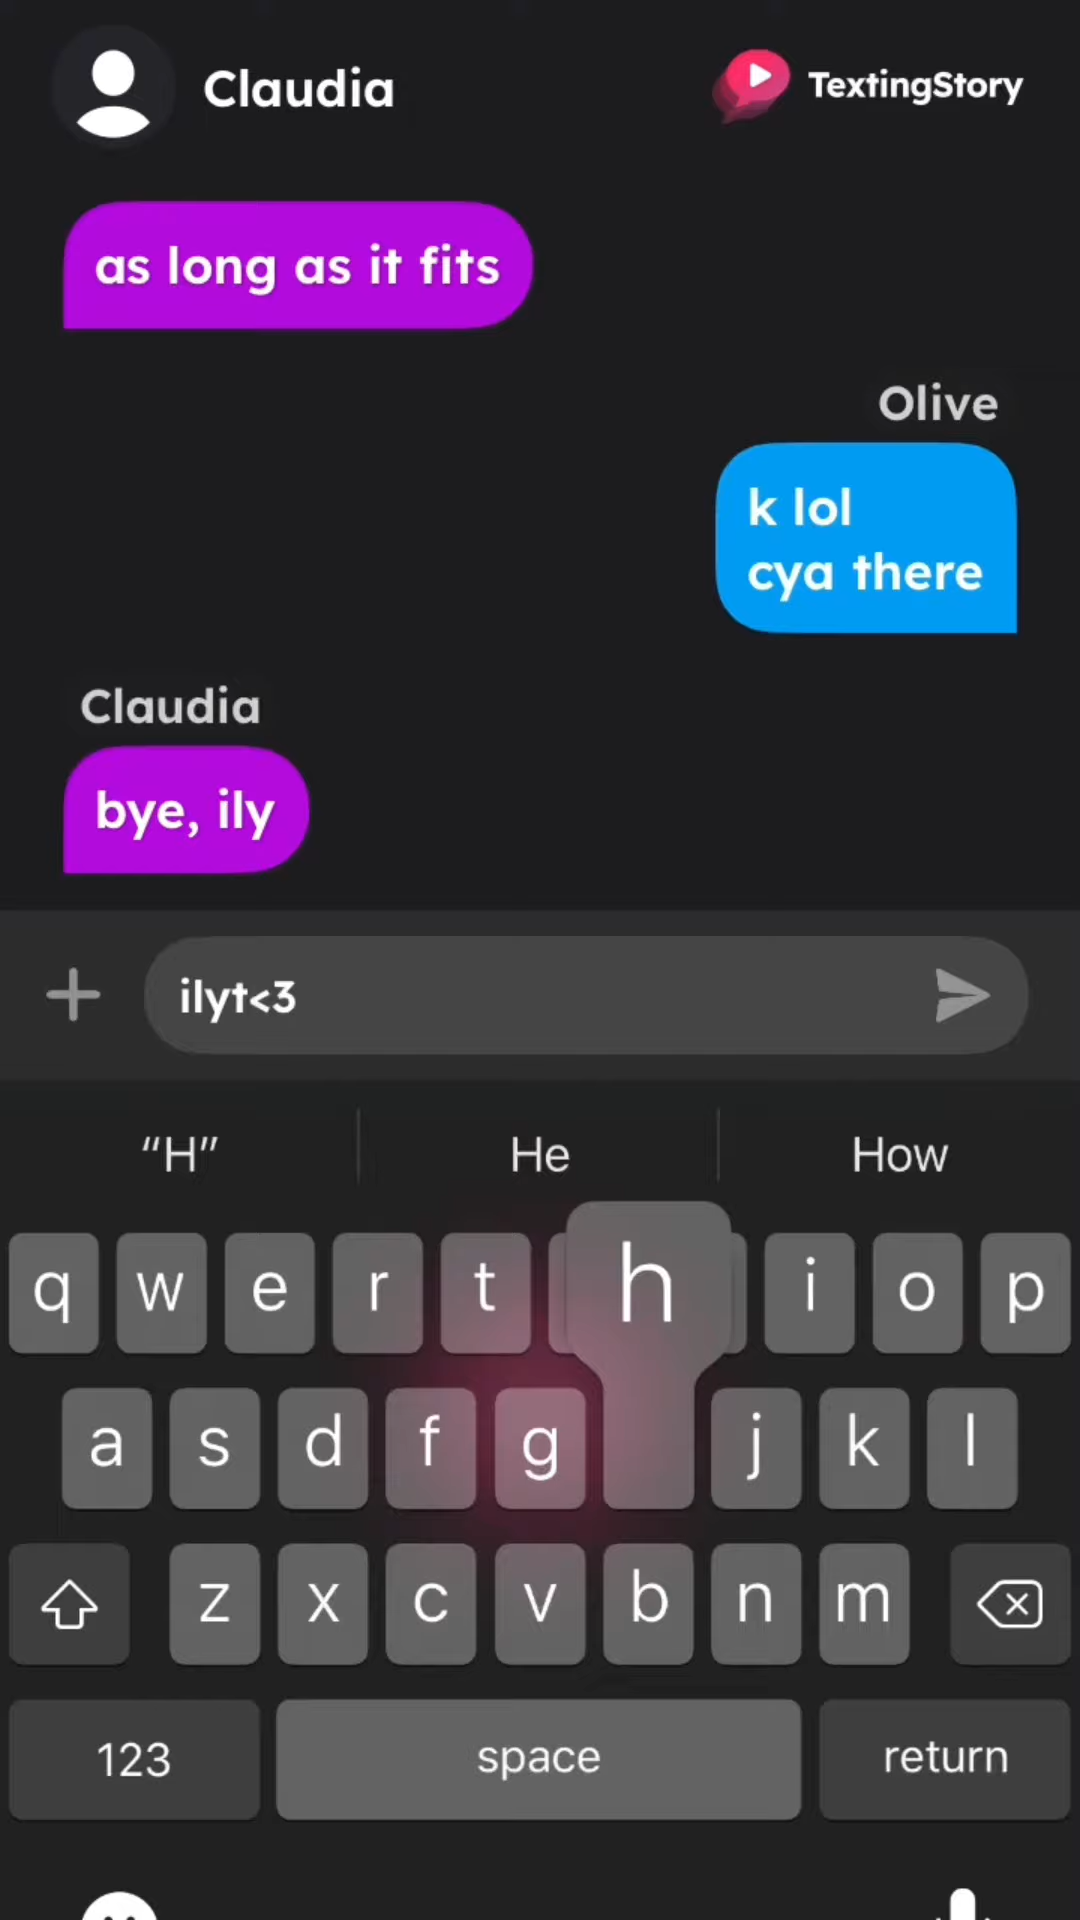 Claudia
TextingStory
as long as it fits
Olive
k lol
cya there
Claudia
bye, ily
ilyt<3
“H”
He
How
q w e r t i o p
h
a s d f g j k l
z x c v b n m
123
space
return